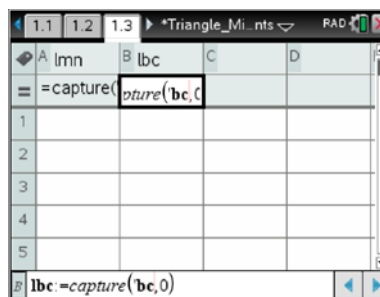 1.1 1.2 1.3 *Triangle_Mi...nts RAD
A lmn B lbc C D
= =capture( pture('bc,0
1
2
3
4
5
B lbc:=capture('bc,0)